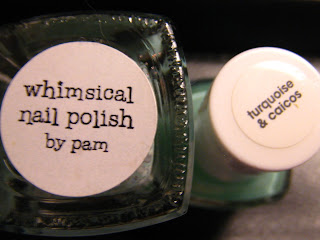 whimsical
nail polish
by pam
turquoise
& caicos